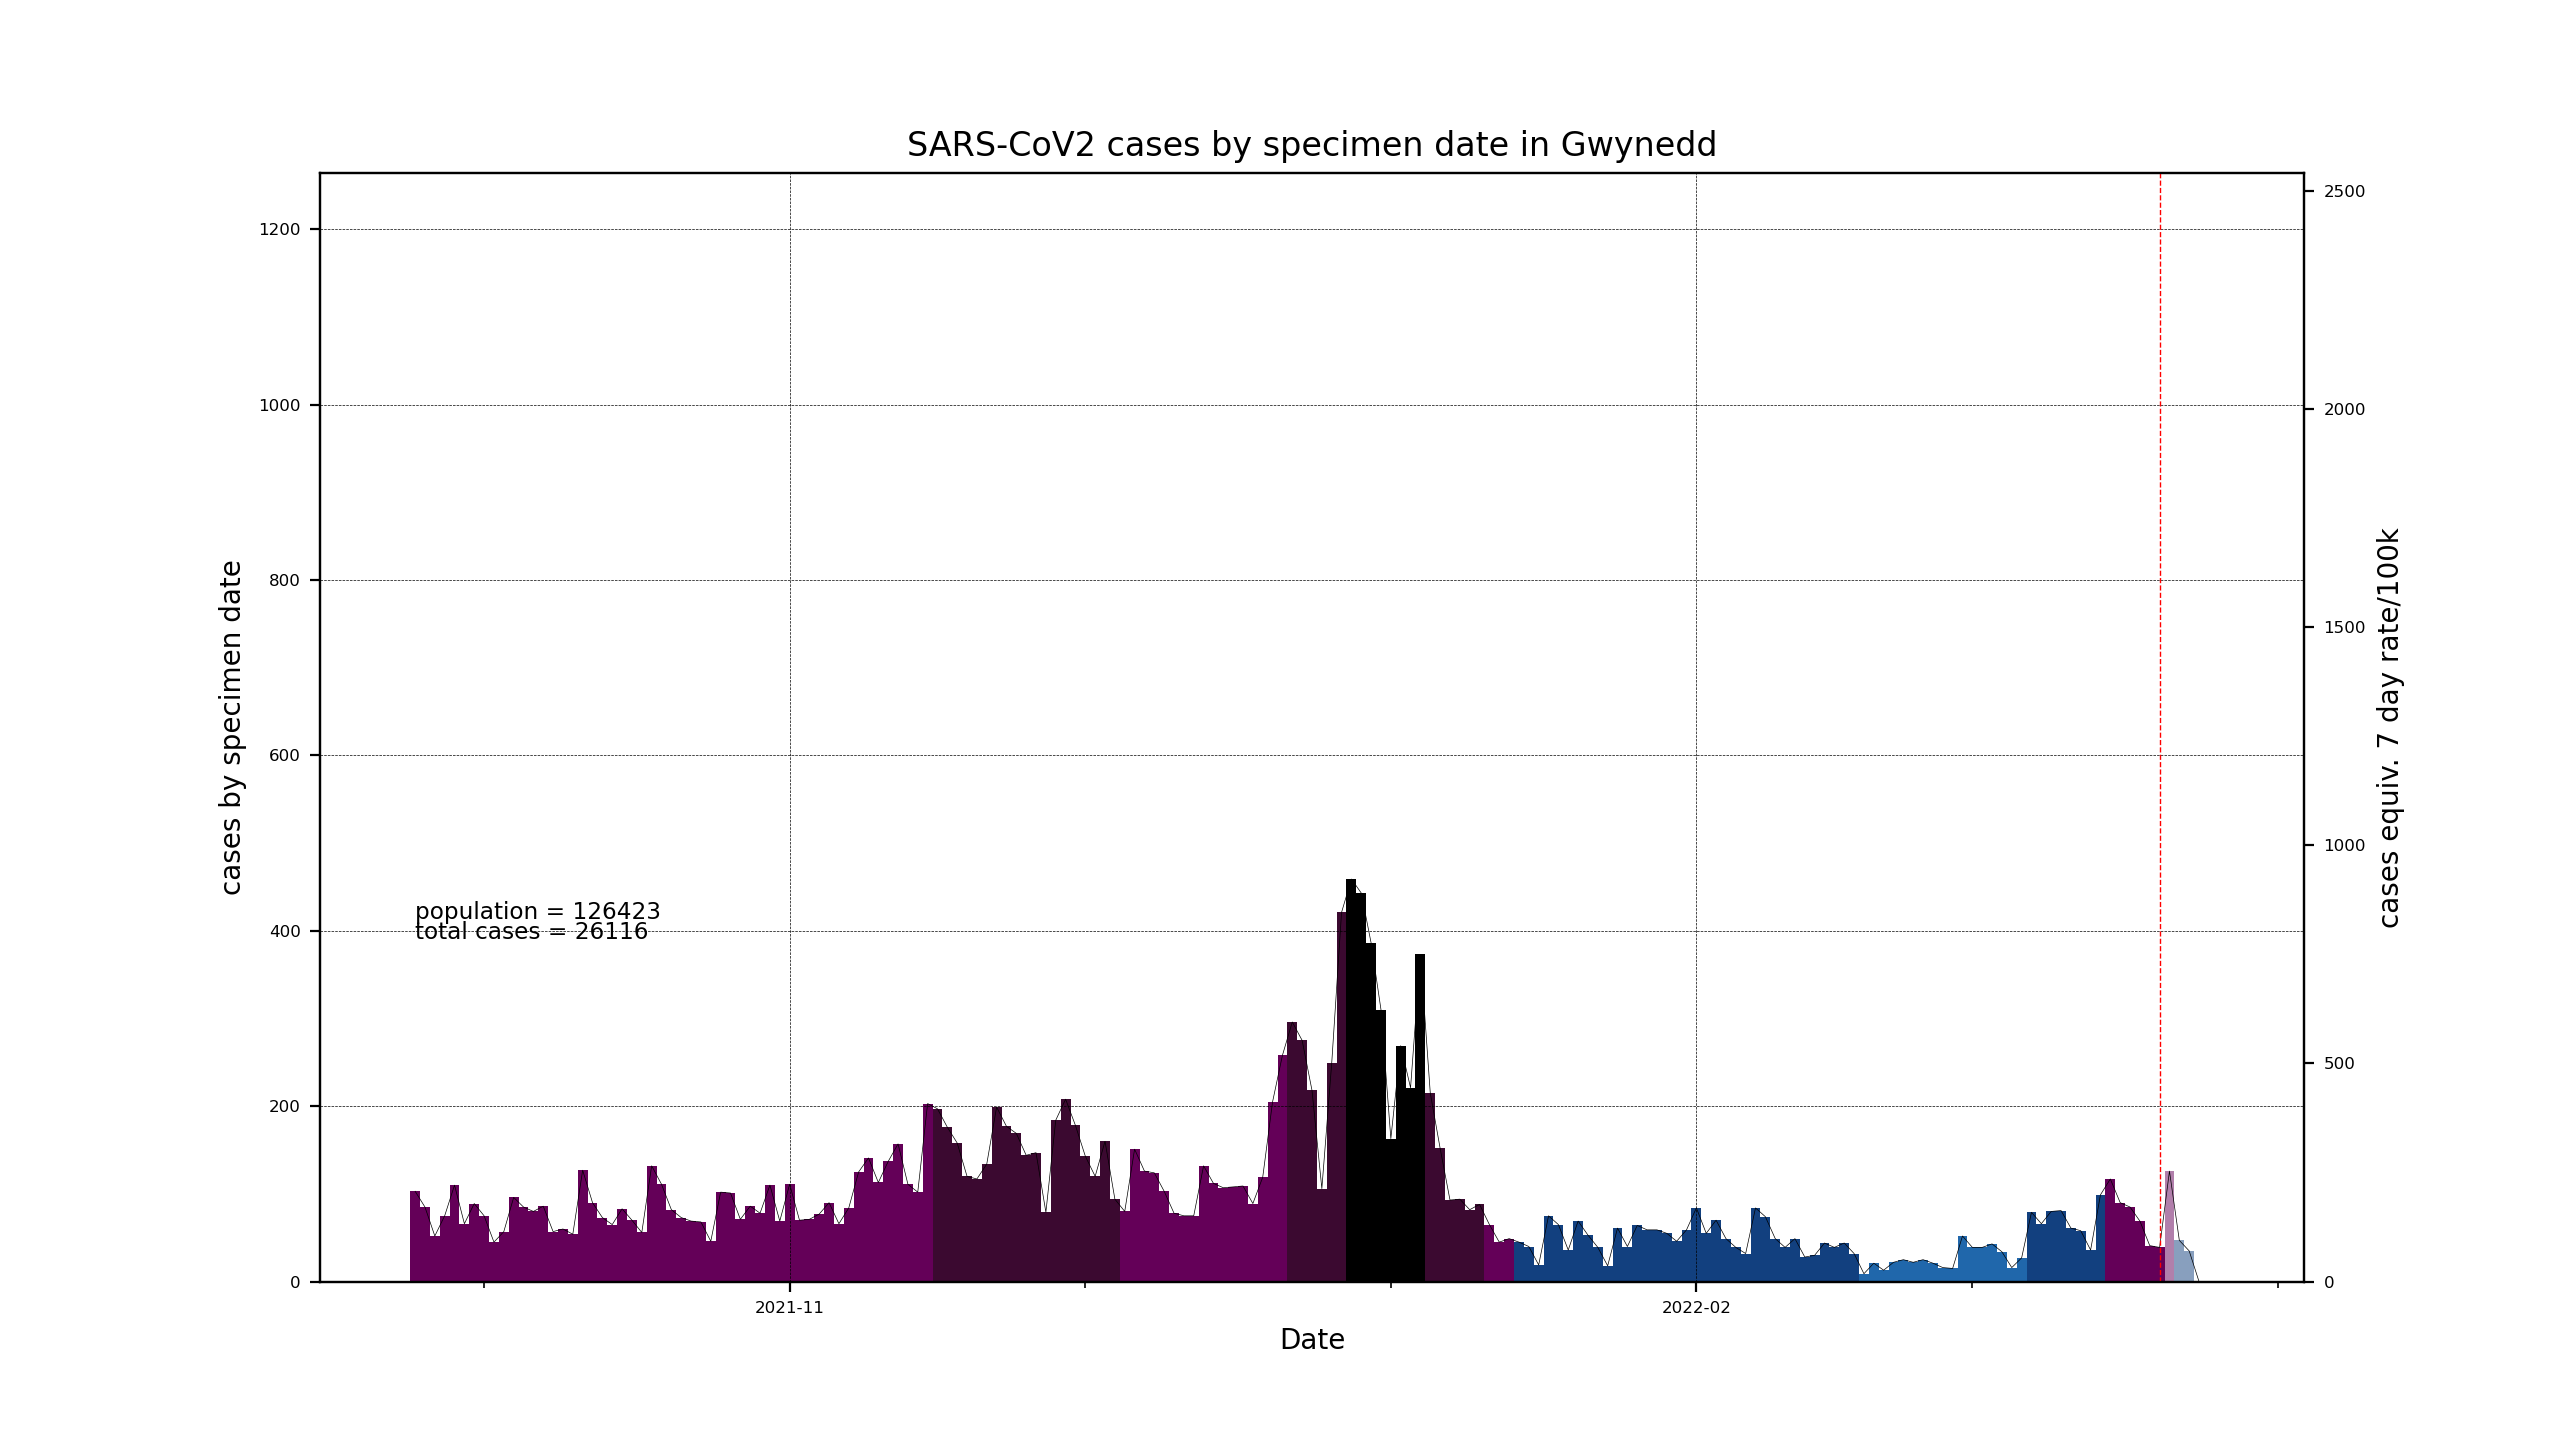 SARS-CoV2 cases by specimen date in Gwynedd
1200
1000
800
600
400
200
0
cases by specimen date
population = 126423
total cases = 26116
2500
2000
1500
1000
500
0
cases equiv. 7 day rate/100k
2021-11
2022-02
Date